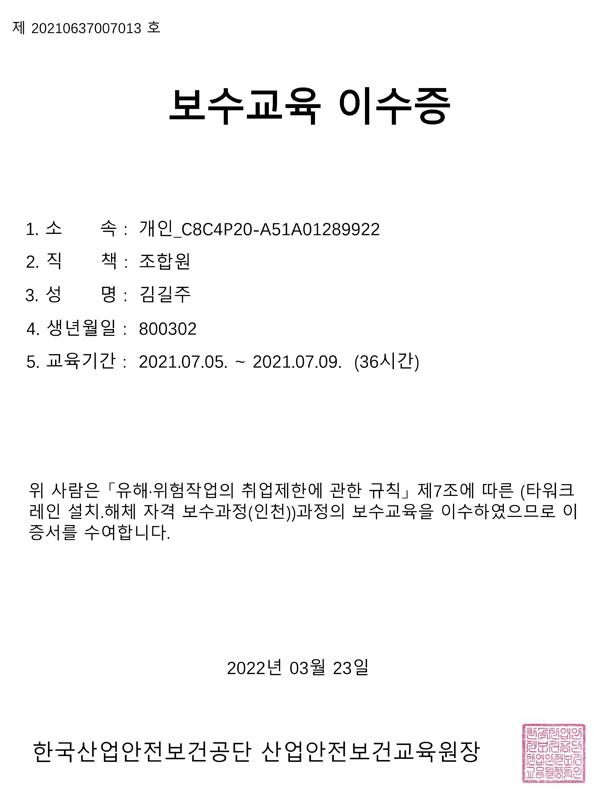 제 20210637007013 호
보수교육 이수증
1. 소 속 : 개인_C8C4P20-A51A01289922
2. 직 책 : 조합원
3. 성 명 : 김길주
4. 생년월일 : 800302
5. 교육기간 : 2021.07.05. ~ 2021.07.09. (36시간)
위 사람은 「유해·위험작업의 취업제한에 관한 규칙」 제7조에 따른 (타워크
레인 설치.해체 자격 보수과정(인천))과정의 보수교육을 이수하였으므로 이
증서를 수여합니다.
2022년 03월 23일
한국산업안전보건공단 산업안전보건교육원장